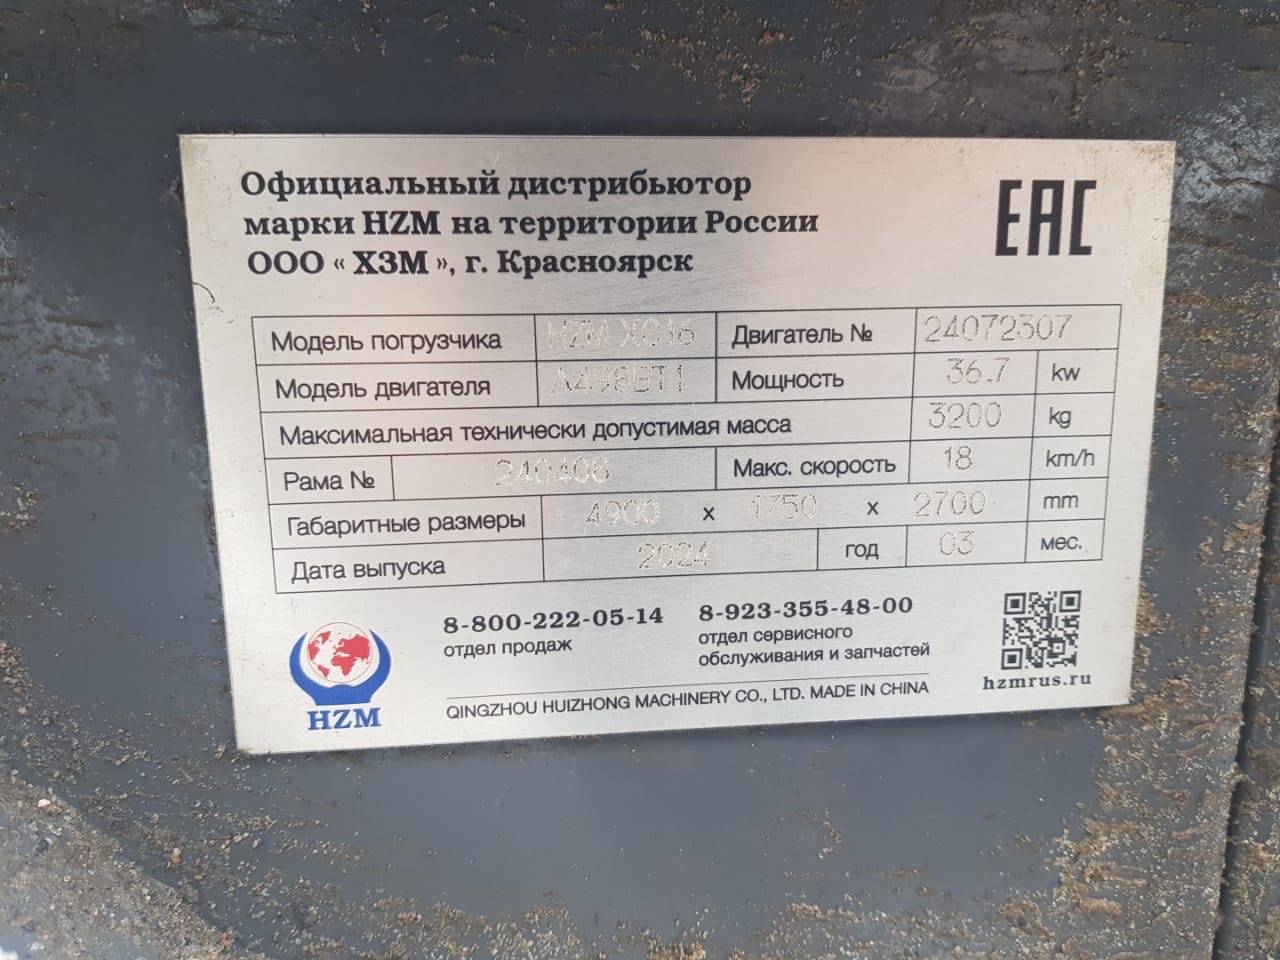 Официальный дистрибьютор
марки HZM на территории России
ООО « ХЗМ », г. Красноярск
EAC
Модель погрузчика HZM XC16 Двигатель № 24072307
Модель двигателя A498BT1 Мощность 36.7 kw
Максимальная технически допустимая масса 3200 kg
Рама № 240408 Макс. скорость 18 km/h
Габаритные размеры 4900 x 1750 x 2700 mm
Дата выпуска 2024 год 03 мес.
8-800-222-05-14 8-923-355-48-00
отдел продаж отдел сервисного
обслуживания и запчастей
HZM
QINGZHOU HUIZHONG MACHINERY CO., LTD. MADE IN CHINA
hzmrus.ru